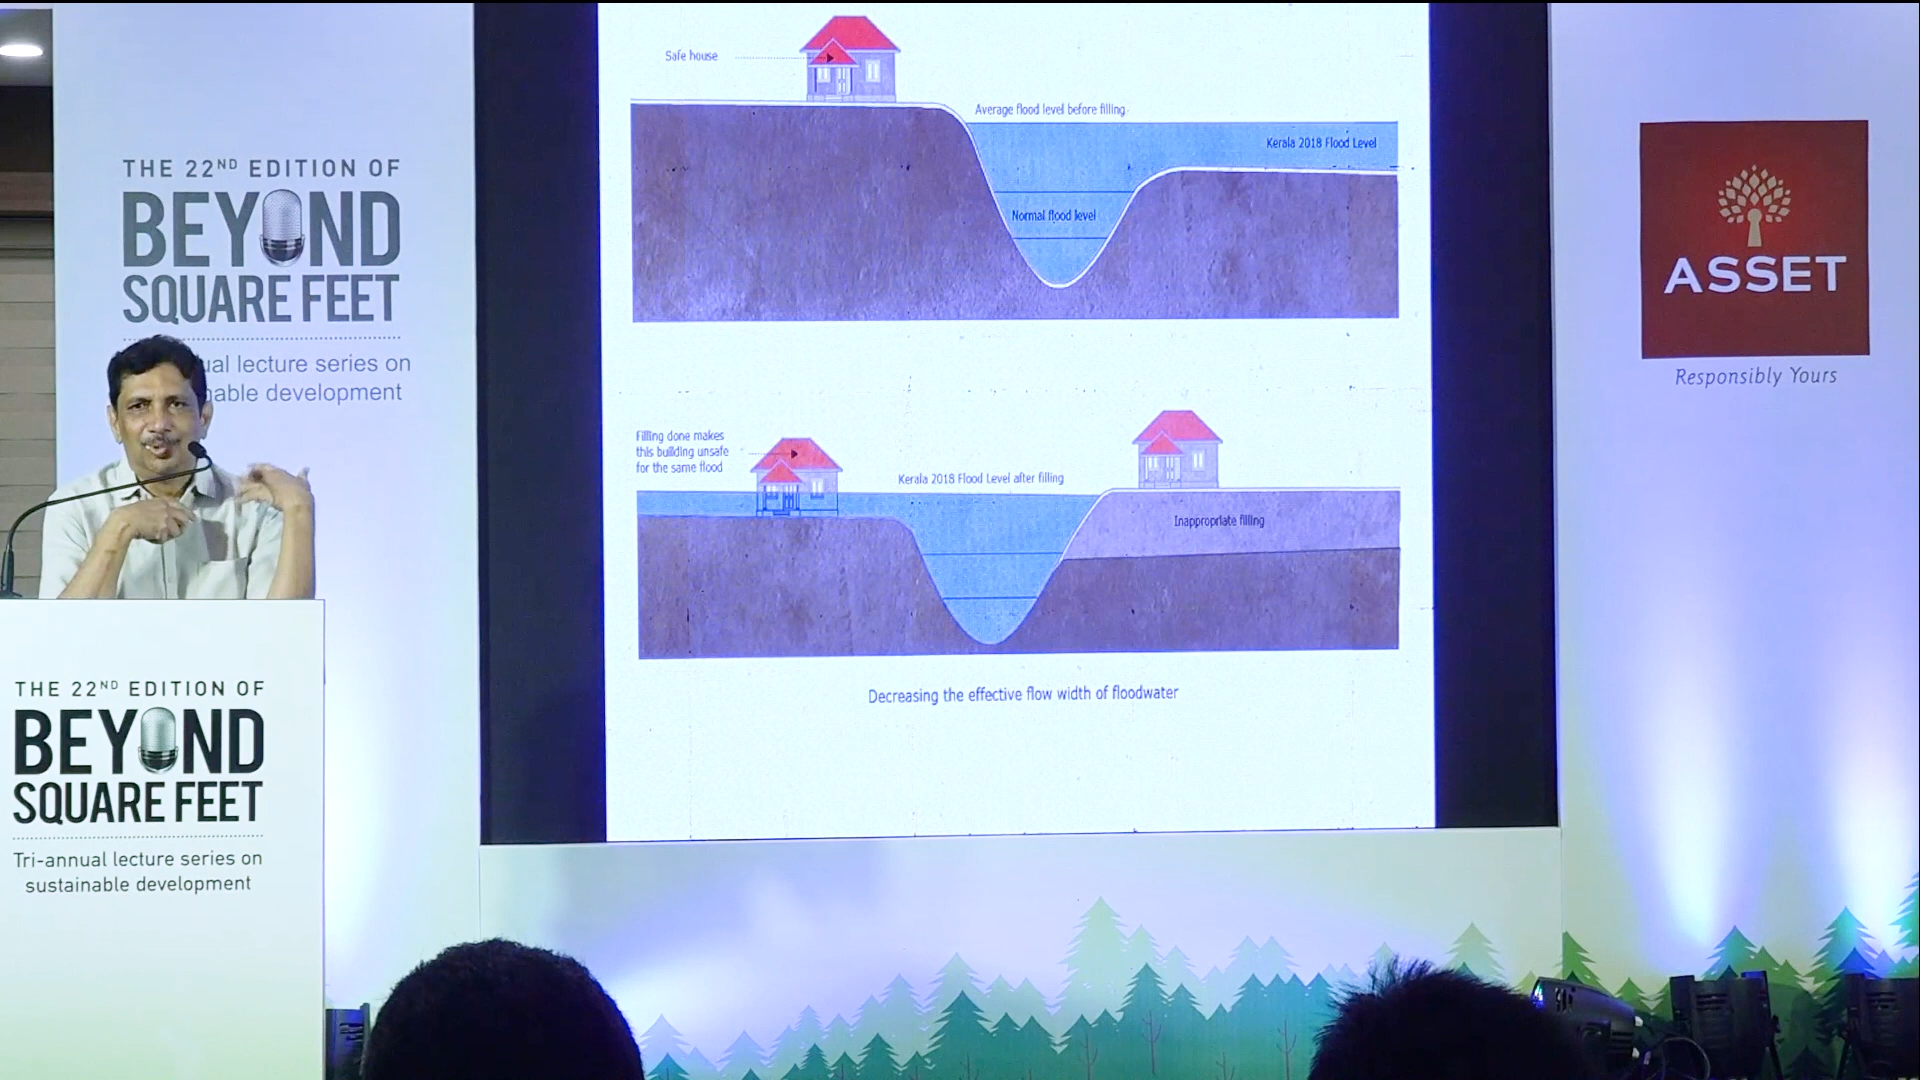 THE 22ND EDITION OF
BEYOND
SQUARE FEET
ual lecture series on
nable development
Safe house
Average flood level before filling
Kerala 2018 Flood Level
Normal flood level
Filling done makes
this building unsafe
for the same flood
Kerala 2018 Flood Level after filling
Inappropriate filling
Decreasing the effective flow width of floodwater
ASSET
Responsibly Yours
THE 22ND EDITION OF
BEYOND
SQUARE FEET
Tri-annual lecture series on
sustainable development